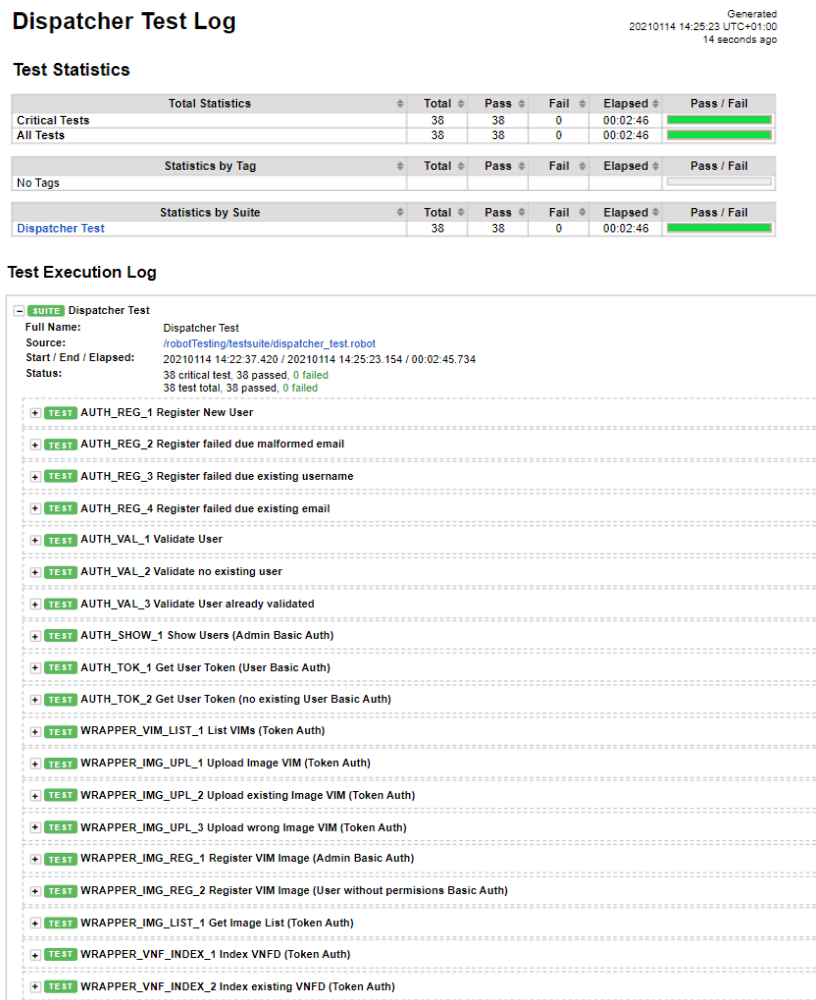 Dispatcher Test Log
Generated
20210114 14:25:23 UTC+01:00
14 seconds ago
Test Statistics
Total Statistics Total Pass Fail Elapsed Pass / Fail
Critical Tests 38 38 0 00:02:46
All Tests 38 38 0 00:02:46
Statistics by Tag Total Pass Fail Elapsed Pass / Fail
No Tags
Statistics by Suite Total Pass Fail Elapsed Pass / Fail
Dispatcher Test 38 38 0 00:02:46
Test Execution Log
- SUITE Dispatcher Test
Full Name: Dispatcher Test
Source: /robotTesting/testsuite/dispatcher_test.robot
Start / End / Elapsed: 20210114 14:22:37.420 / 20210114 14:25:23.154 / 00:02:45.734
Status: 38 critical test, 38 passed, 0 failed
38 test total, 38 passed, 0 failed
+ TEST AUTH_REG_1 Register New User
+ TEST AUTH_REG_2 Register failed due malformed email
+ TEST AUTH_REG_3 Register failed due existing username
+ TEST AUTH_REG_4 Register failed due existing email
+ TEST AUTH_VAL_1 Validate User
+ TEST AUTH_VAL_2 Validate no existing user
+ TEST AUTH_VAL_3 Validate User already validated
+ TEST AUTH_SHOW_1 Show Users (Admin Basic Auth)
+ TEST AUTH_TOK_1 Get User Token (User Basic Auth)
+ TEST AUTH_TOK_2 Get User Token (no existing User Basic Auth)
+ TEST WRAPPER_VIM_LIST_1 List VIMs (Token Auth)
+ TEST WRAPPER_IMG_UPL_1 Upload Image VIM (Token Auth)
+ TEST WRAPPER_IMG_UPL_2 Upload existing Image VIM (Token Auth)
+ TEST WRAPPER_IMG_UPL_3 Upload wrong Image VIM (Token Auth)
+ TEST WRAPPER_IMG_REG_1 Register VIM Image (Admin Basic Auth)
+ TEST WRAPPER_IMG_REG_2 Register VIM Image (User without permisions Basic Auth)
+ TEST WRAPPER_IMG_LIST_1 Get Image List (Token Auth)
+ TEST WRAPPER_VNF_INDEX_1 Index VNFD (Token Auth)
+ TEST WRAPPER_VNF_INDEX_2 Index existing VNFD (Token Auth)